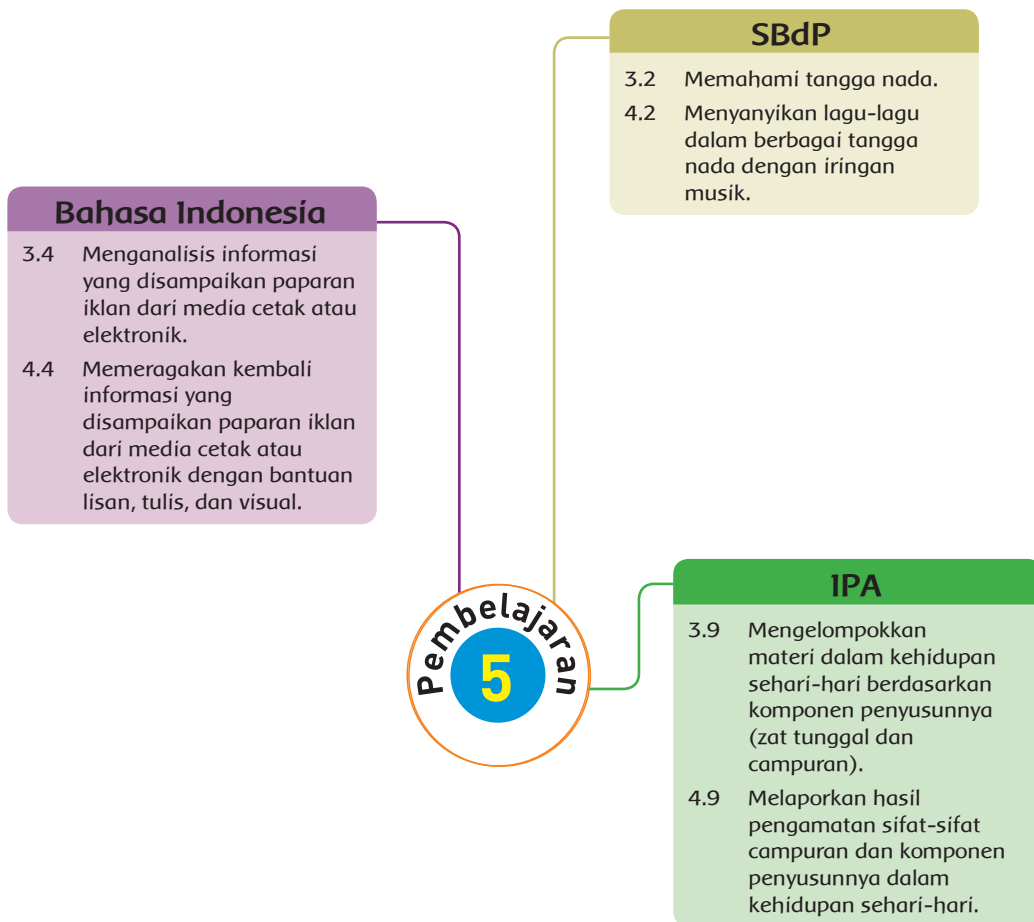 SBdP
3.2 Memahami tangga nada.
4.2 Menyanyikan lagu-lagu
dalam berbagai tangga
nada dengan iringan
musik.
Bahasa Indonesia
3.4 Menganalisis informasi
yang disampaikan paparan
iklan dari media cetak atau
elektronik.
4.4 Memeragakan kembali
informasi yang
disampaikan paparan iklan
dari media cetak atau
elektronik dengan bantuan
lisan, tulis, dan visual.
Pembelajaran
5
IPA
3.9 Mengelompokkan
materi dalam kehidupan
sehari-hari berdasarkan
komponen penyusunnya
(zat tunggal dan
campuran).
4.9 Melaporkan hasil
pengamatan sifat-sifat
campuran dan komponen
penyusunnya dalam
kehidupan sehari-hari.